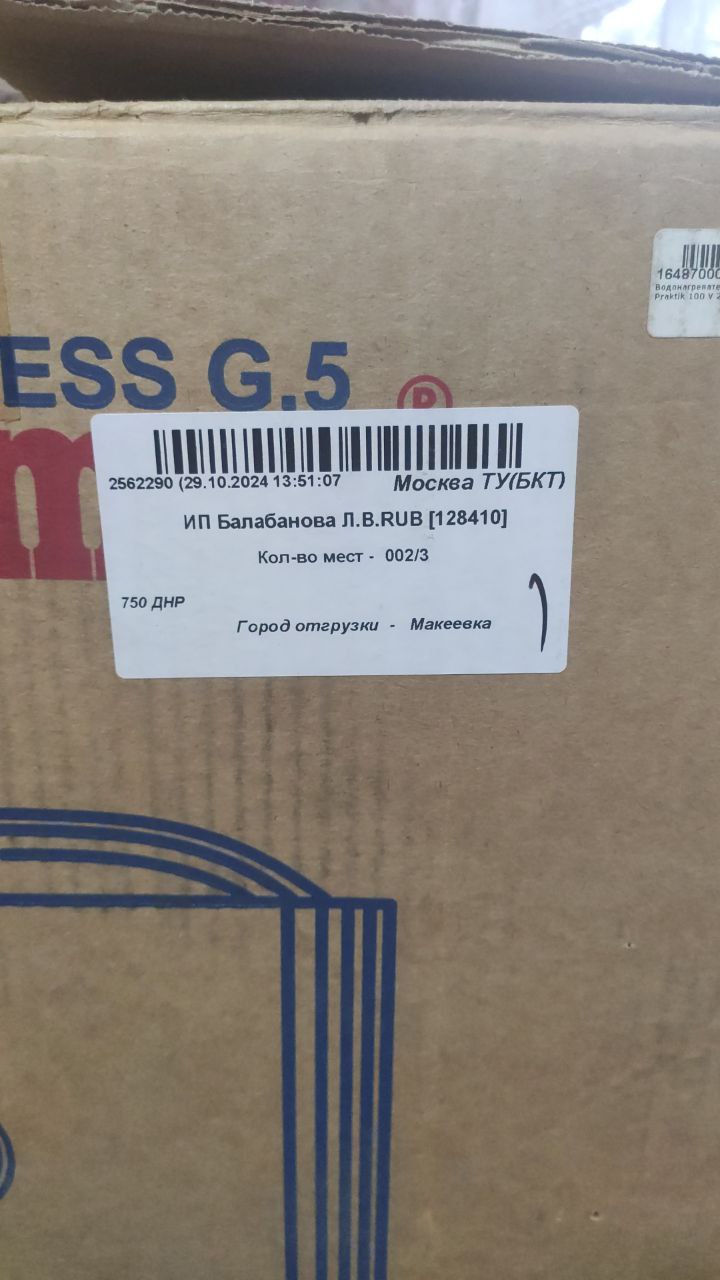 16487000
Водонагревате
Praktik 100 V
ESS G.5 ®
m
2562290 (29.10.2024 13:51:07 Москва ТУ(БКТ)
ИП Балабанова Л.В.RUB [128410]
Кол-во мест - 002/3
750 ДНР
Город отгрузки - Макеевка